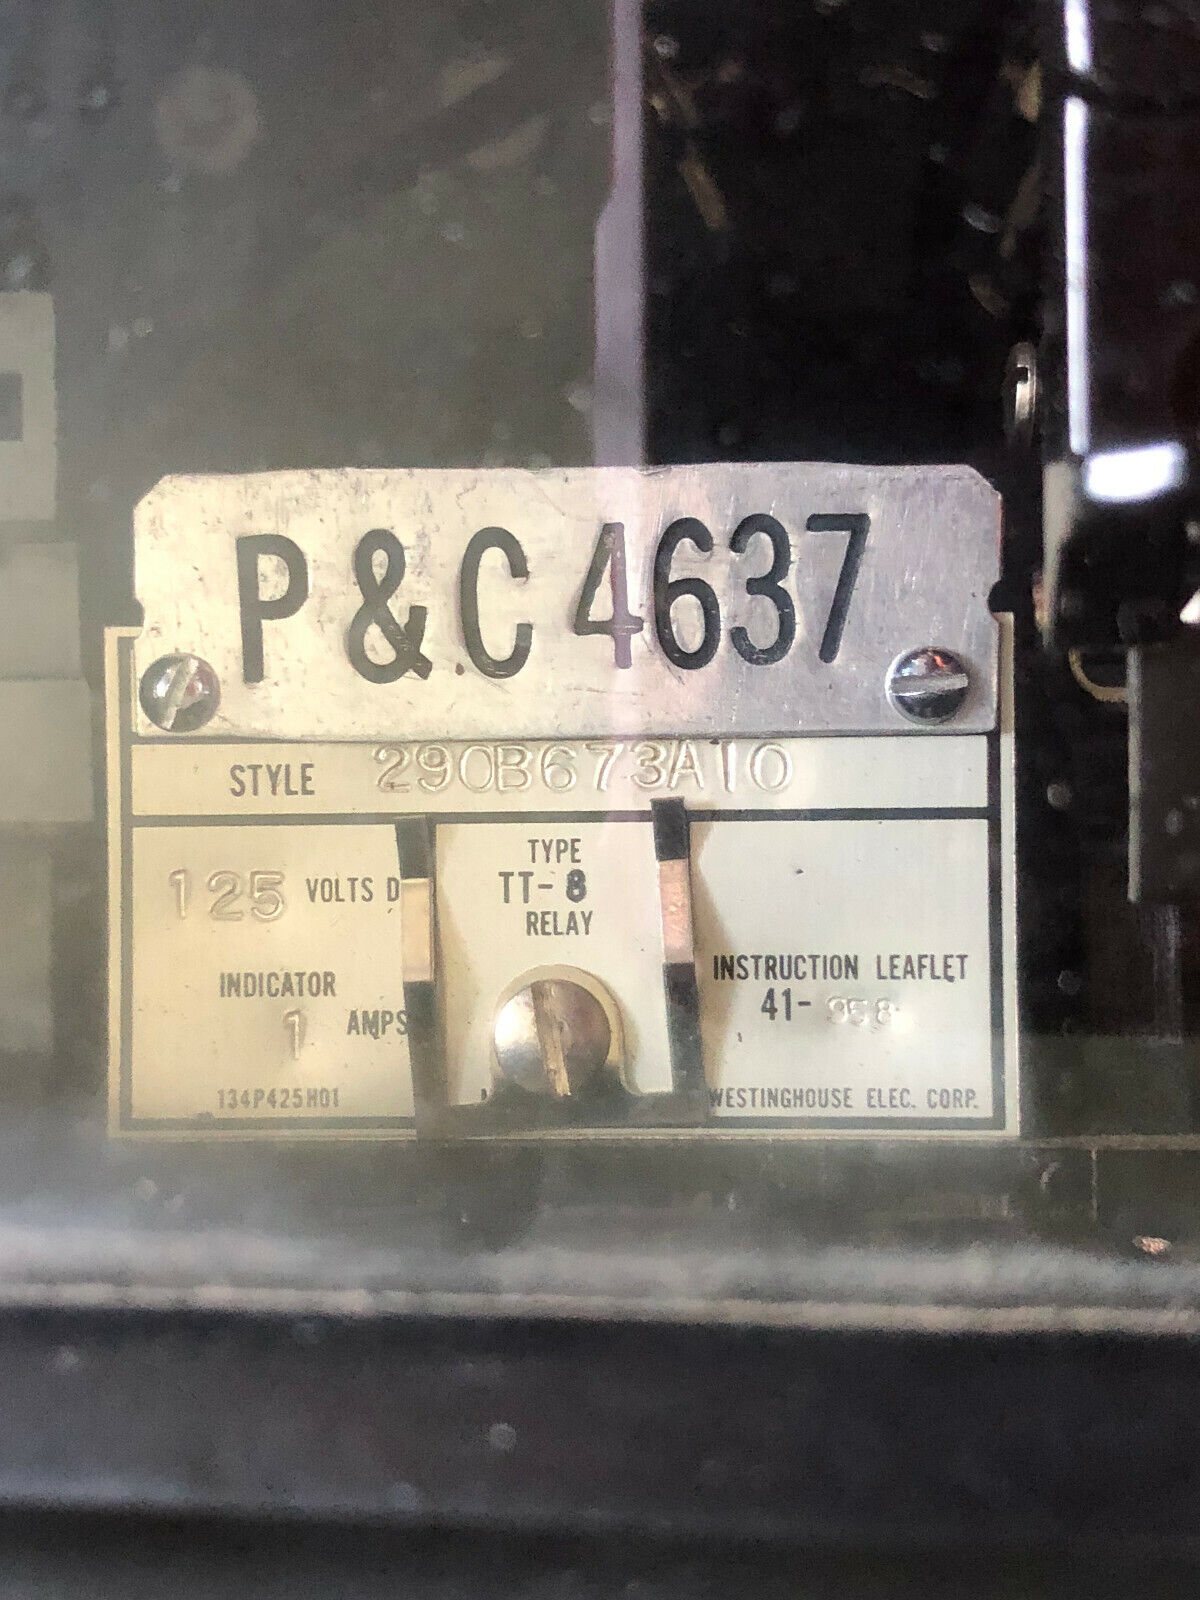 P & C 4637
STYLE 290B673A10
125 VOLTS D
TYPE
TT-8
RELAY
INDICATOR
1 AMPS
INSTRUCTION LEAFLET
41-958
134P425H01
WESTINGHOUSE ELEC. CORP.